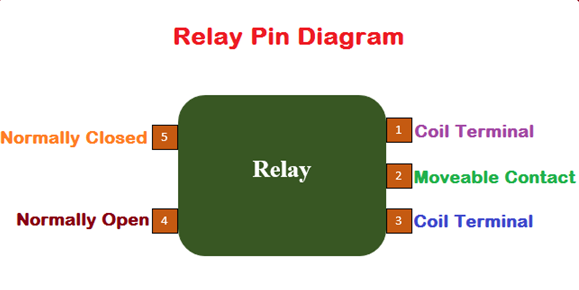 Relay Pin Diagram
Normally Closed 5
1 Coil Terminal
Relay
2 Moveable Contact
Normally Open 4
3 Coil Terminal